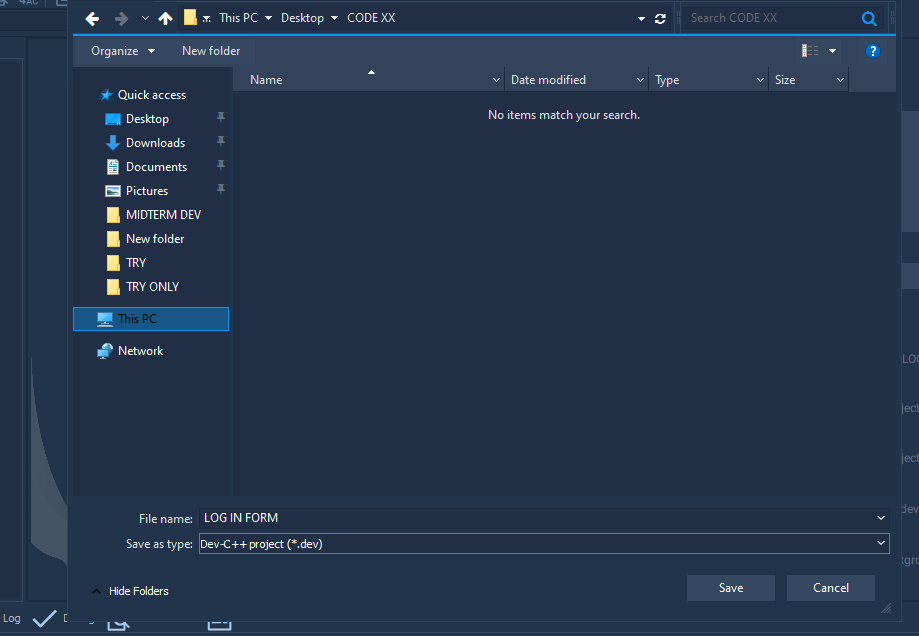 This PC Desktop CODE XX Search CODE XX
Organize New folder
Name Date modified Type Size
No items match your search.
Quick access
Desktop
Downloads
Documents
Pictures
MIDTERM DEV
New folder
TRY
TRY ONLY
This PC
Network
File name: LOG IN FORM
Save as type: Dev-C++ project (*.dev)
Hide Folders Save Cancel
Log